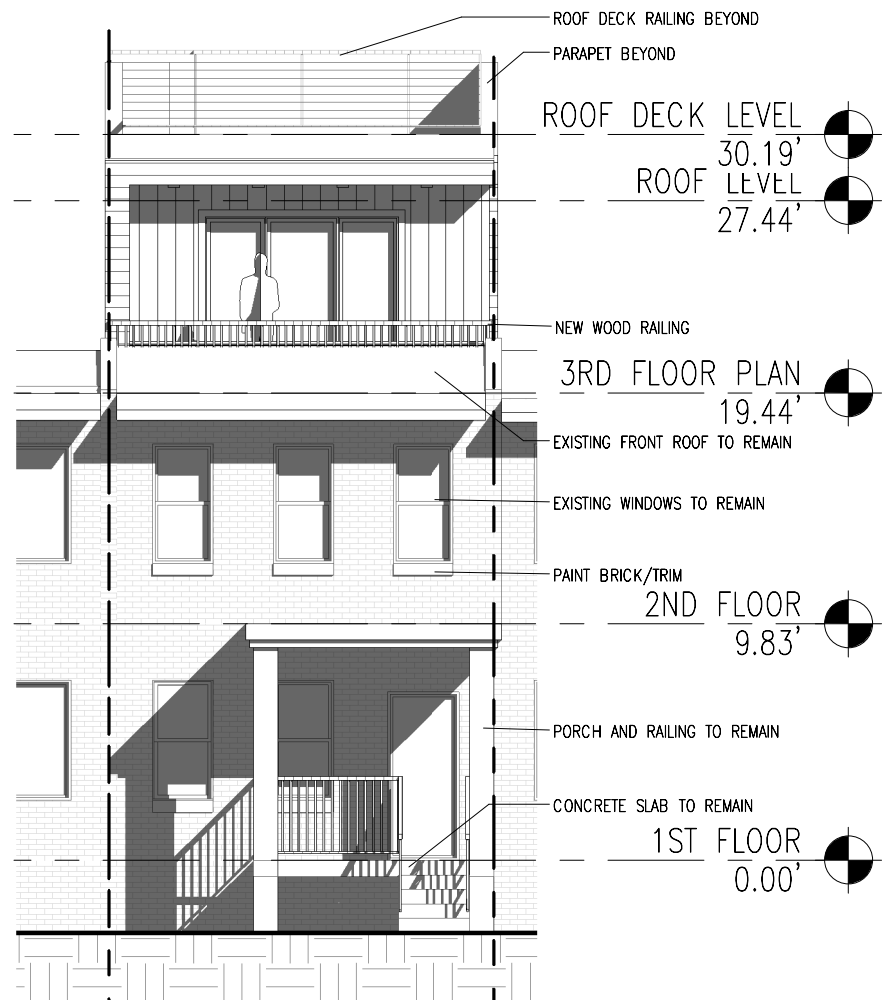 ROOF DECK RAILING BEYOND
PARAPET BEYOND
ROOF DECK LEVEL
30.19'
ROOF LEVEL
27.44'
NEW WOOD RAILING
3RD FLOOR PLAN
19.44'
EXISTING FRONT ROOF TO REMAIN
EXISTING WINDOWS TO REMAIN
PAINT BRICK/TRIM
2ND FLOOR
9.83'
PORCH AND RAILING TO REMAIN
CONCRETE SLAB TO REMAIN
1ST FLOOR
0.00'